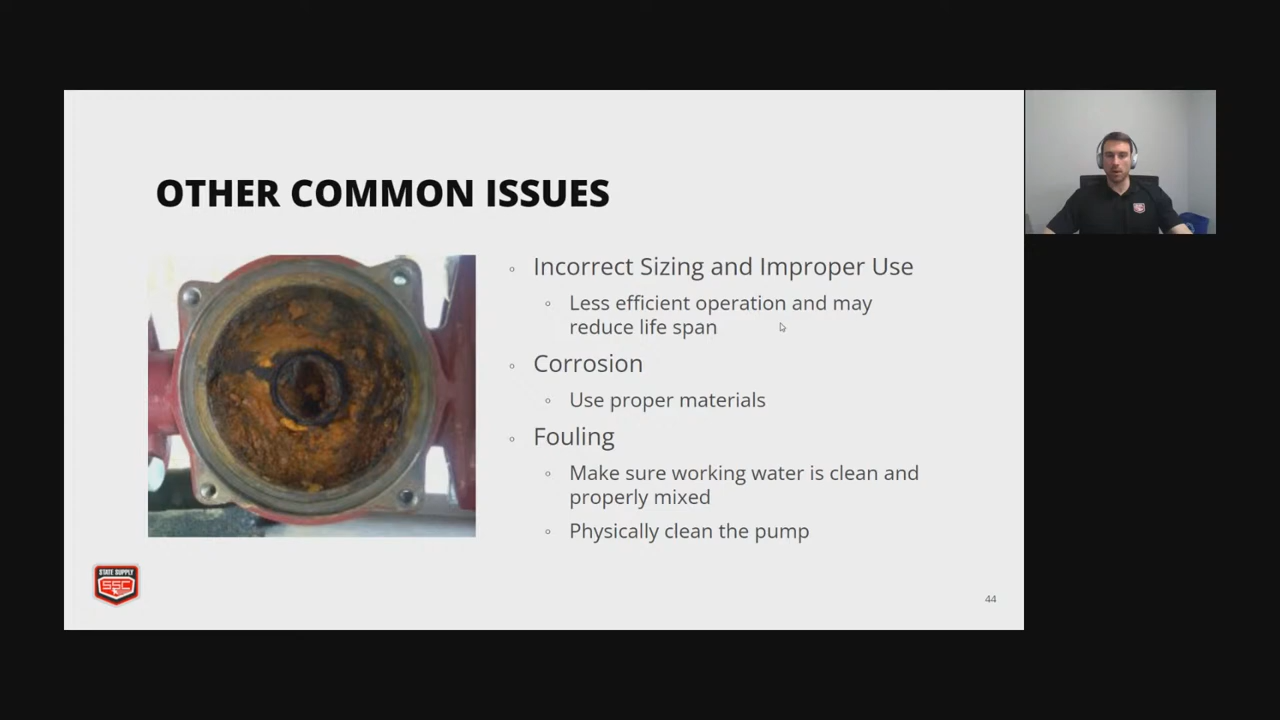 OTHER COMMON ISSUES
Incorrect Sizing and Improper Use
Less efficient operation and may
reduce life span
Corrosion
Use proper materials
Fouling
Make sure working water is clean and
properly mixed
Physically clean the pump
STATE SUPPLY
SSC
44